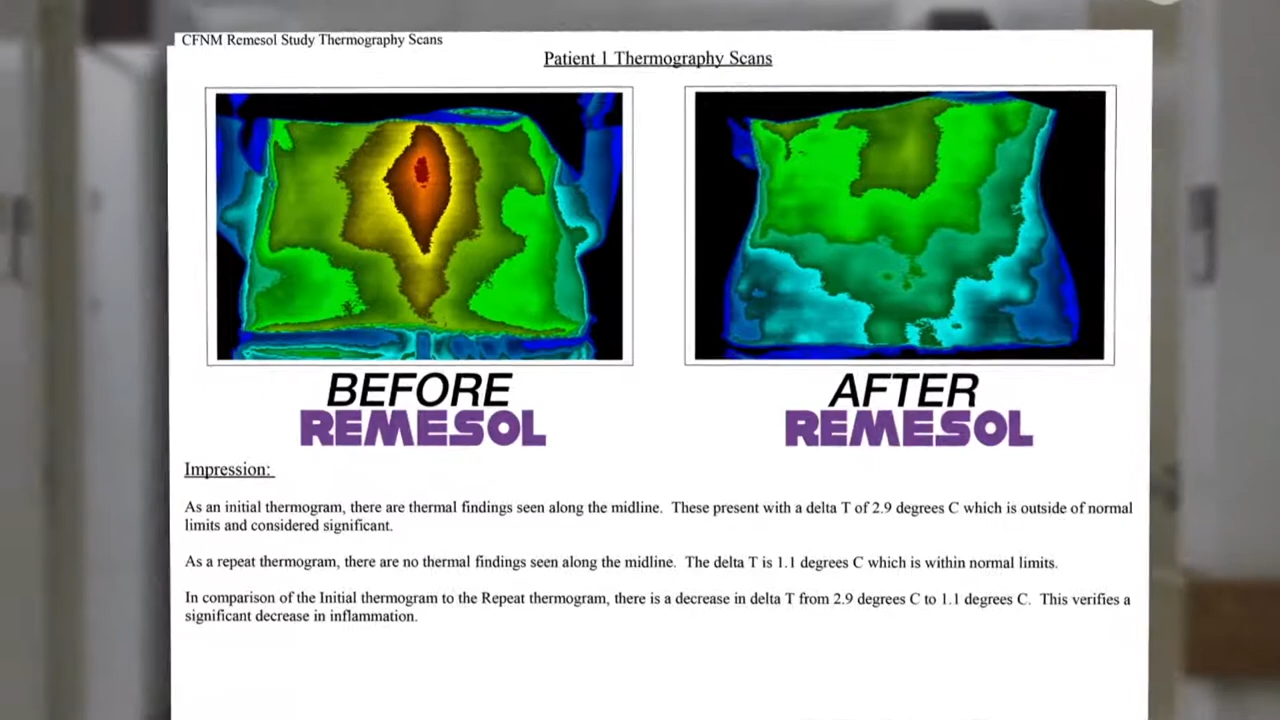 CFNM Remesol Study Thermography Scans
Patient 1 Thermography Scans
BEFORE
REMESOL
AFTER
REMESOL
Impression:
As an initial thermogram, there are thermal findings seen along the midline. These present with a delta T of 2.9 degrees C which is outside of normal
limits and considered significant.
As a repeat thermogram, there are no thermal findings seen along the midline. The delta T is 1.1 degrees C which is within normal limits.
In comparison of the Initial thermogram to the Repeat thermogram, there is a decrease in delta T from 2.9 degrees C to 1.1 degrees C. This verifies a
significant decrease in inflammation.